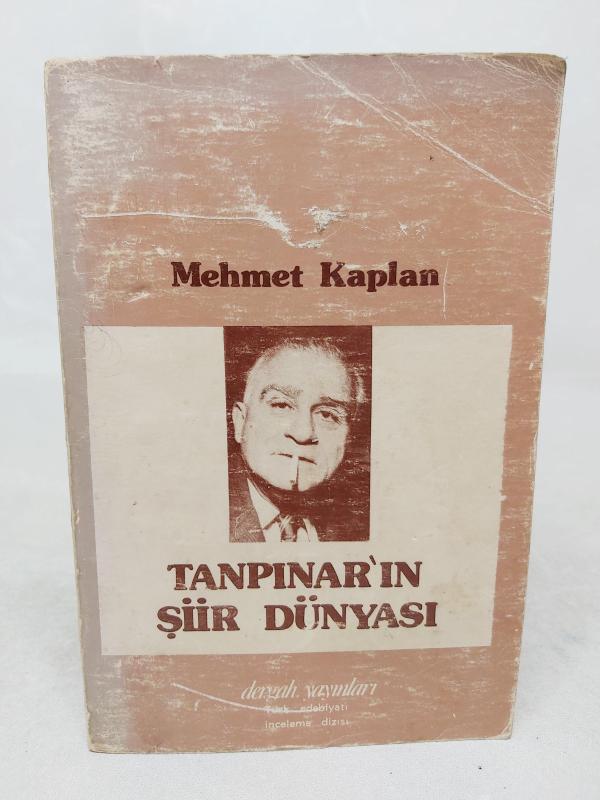 Mehmet Kaplan
TANPINAR'IN
ŞİİR DÜNYASI
dergah yayınları
Türk edebiyatı
inceleme dizisi